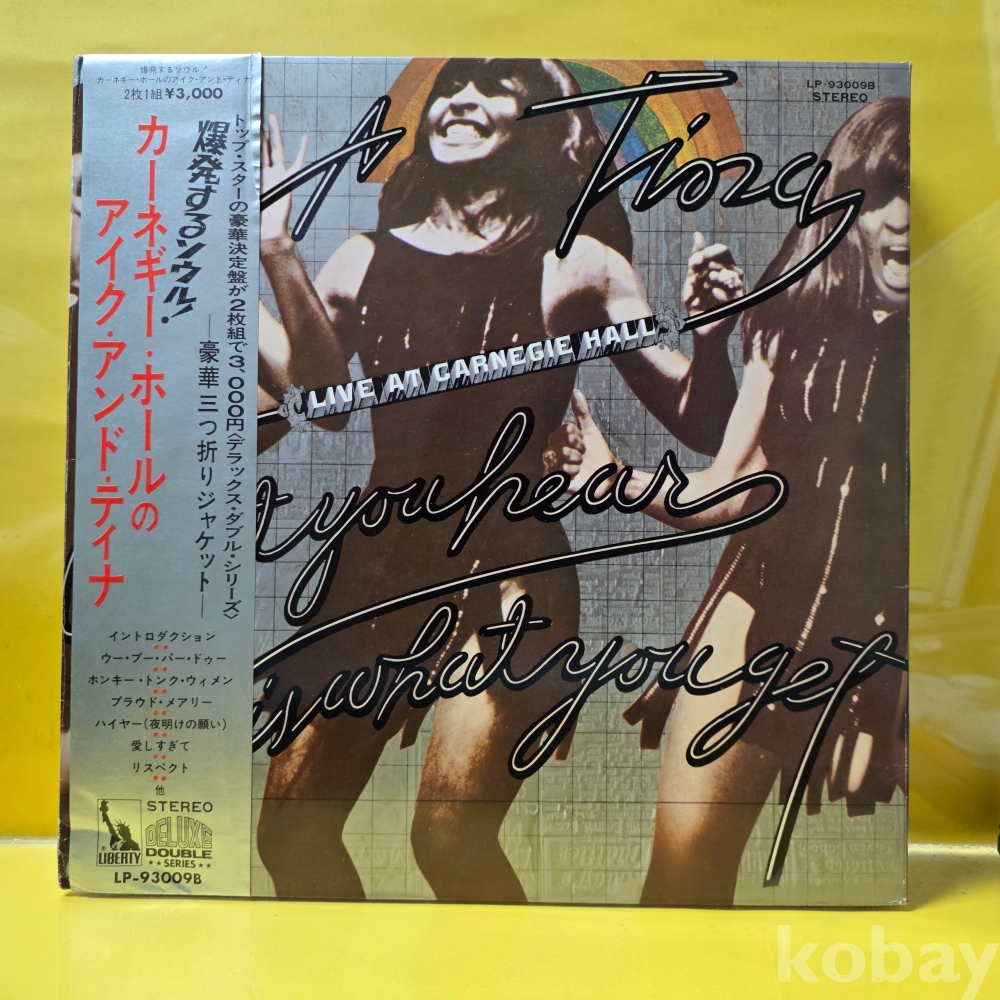 爆発するソウル!
カーネギー・ホールのアイク・アンド・ティナ
2枚1組¥3,000
トップ・スターの豪華決定盤が2枚組で3,000円〈デラックス・ダブル・シリーズ〉
爆発するソウル!
―豪華三つ折りジャケット―
カーネギー・ホールの
アイク・アンド・ティナ
イントロダクション
ウー・プー・パー・ドゥー
ホンキー・トンク・ウィメン
プラウド・メアリー
ハイヤー(夜明けの願い)
愛しすぎて
リスペクト
他
LIBERTY
STEREO
DELUXE
DOUBLE
★★SERIES★★
LP-93009B
LP-93009B
STEREO
Tina
LIVE AT CARNEGIE HALL
t you hear
is what you get
kobay